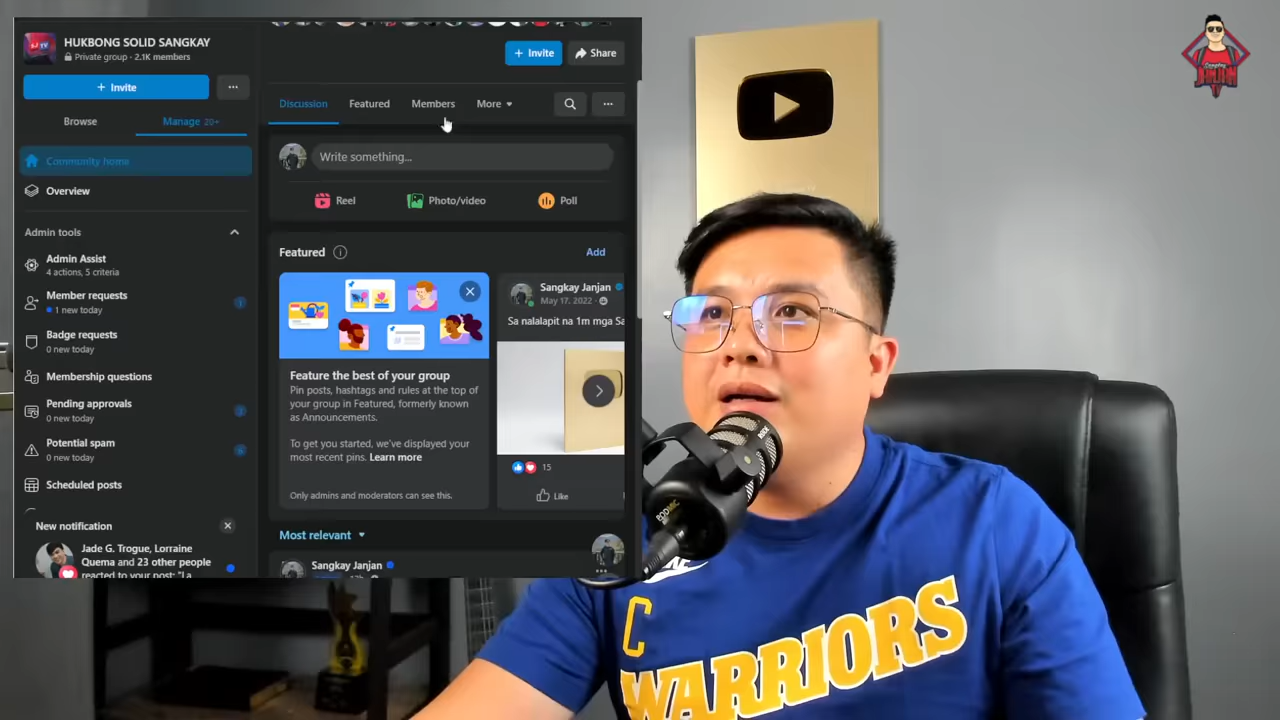 HUKBONG SOLID SANGKAY
Private group · 2.1K members
+ Invite
...
Browse
Manage 20+
Community home
Overview
Admin tools
Admin Assist
4 actions, 5 criteria
Member requests
1 new today
Badge requests
0 new today
Membership questions
Pending approvals
0 new today
Potential spam
0 new today
Scheduled posts
New notification
Jade G. Trogue, Lorraine
Quema and 23 other people
reacted to your post: "La
+ Invite
Share
Discussion
Featured
Members
More
...
Write something...
Reel
Photo/video
Poll
Featured
Add
Feature the best of your group
Pin posts, hashtags and rules at the top of
your group in Featured, formerly known
as Announcements.
To get you started, we've displayed your
most recent pins. Learn more
Only admins and moderators can see this.
Sangkay Janjan
May 17, 2022 ·
Sa nalalapit na 1m mga Sa
15
Like
Most relevant
Sangkay Janjan
Sangkay
JANJAN
RØDE
PODMIC
C
WARRIORS